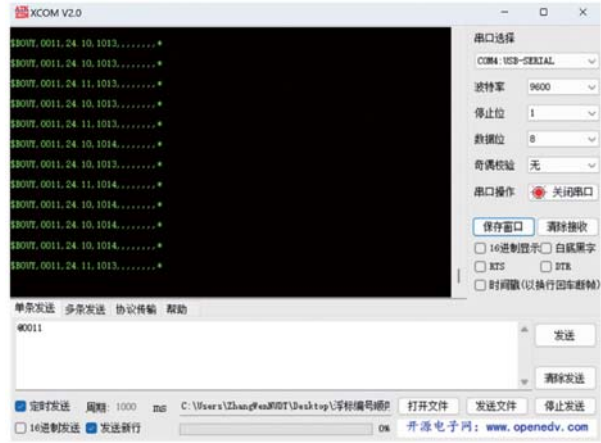 XCOM V2.0
$BOUY,0011,24.10,1013,,,,,,,,*
$BOUY,0011,24.11,1013,,,,,,,,*
$BOUY,0011,24.10,1013,,,,,,,,*
$BOUY,0011,24.11,1013,,,,,,,,*
$BOUY,0011,24.10,1014,,,,,,,,*
$BOUY,0011,24.10,1013,,,,,,,,*
$BOUY,0011,24.11,1014,,,,,,,,*
$BOUY,0011,24.10,1014,,,,,,,,*
$BOUY,0011,24.10,1014,,,,,,,,*
$BOUY,0011,24.10,1014,,,,,,,,*
$BOUY,0011,24.11,1013,,,,,,,,*
串口选择
COM4:USB-SERIAL
波特率 9600
停止位 1
数据位 8
奇偶校验 无
串口操作 关闭串口
保存窗口 清除接收
16进制显示 白底黑字
RTS DTR
时间戳(以换行回车断帧)
单条发送 多条发送 协议传输 帮助
@0011
发送
清除发送
定时发送 周期: 1000 ms C:\Users\ZhangWenNUDT\Desktop\浮标编号顺序 打开文件 发送文件 停止发送
16进制发送 发送新行 0% 开源电子网：www.openedv.com